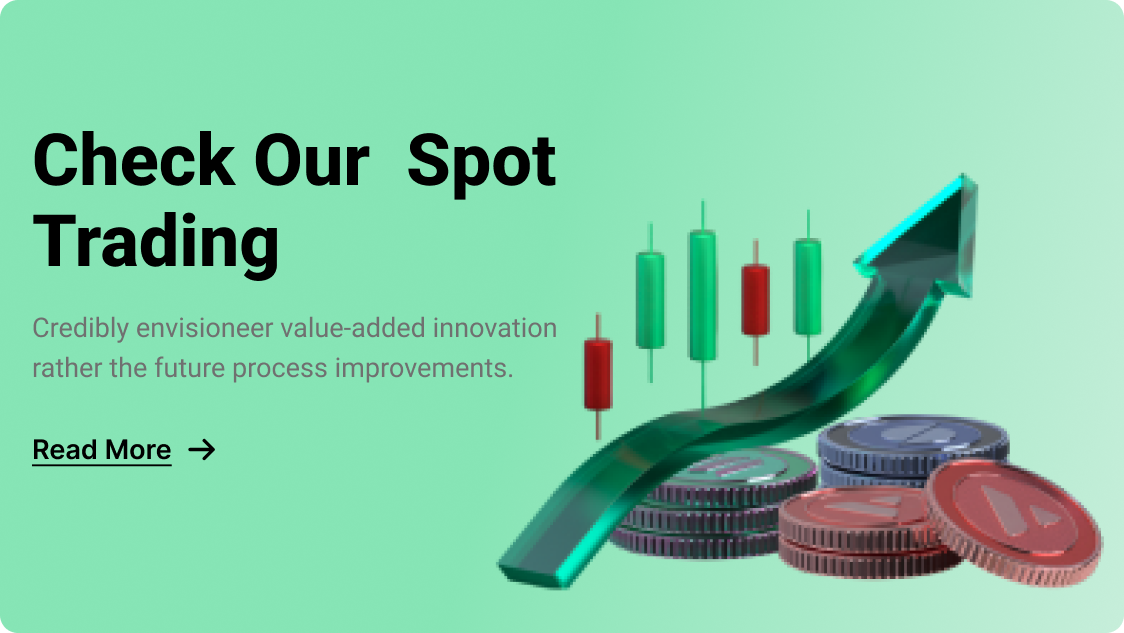 Check Our  Spot
Trading
Credibly envisioneer value-added innovation
rather the future process improvements.
Read More